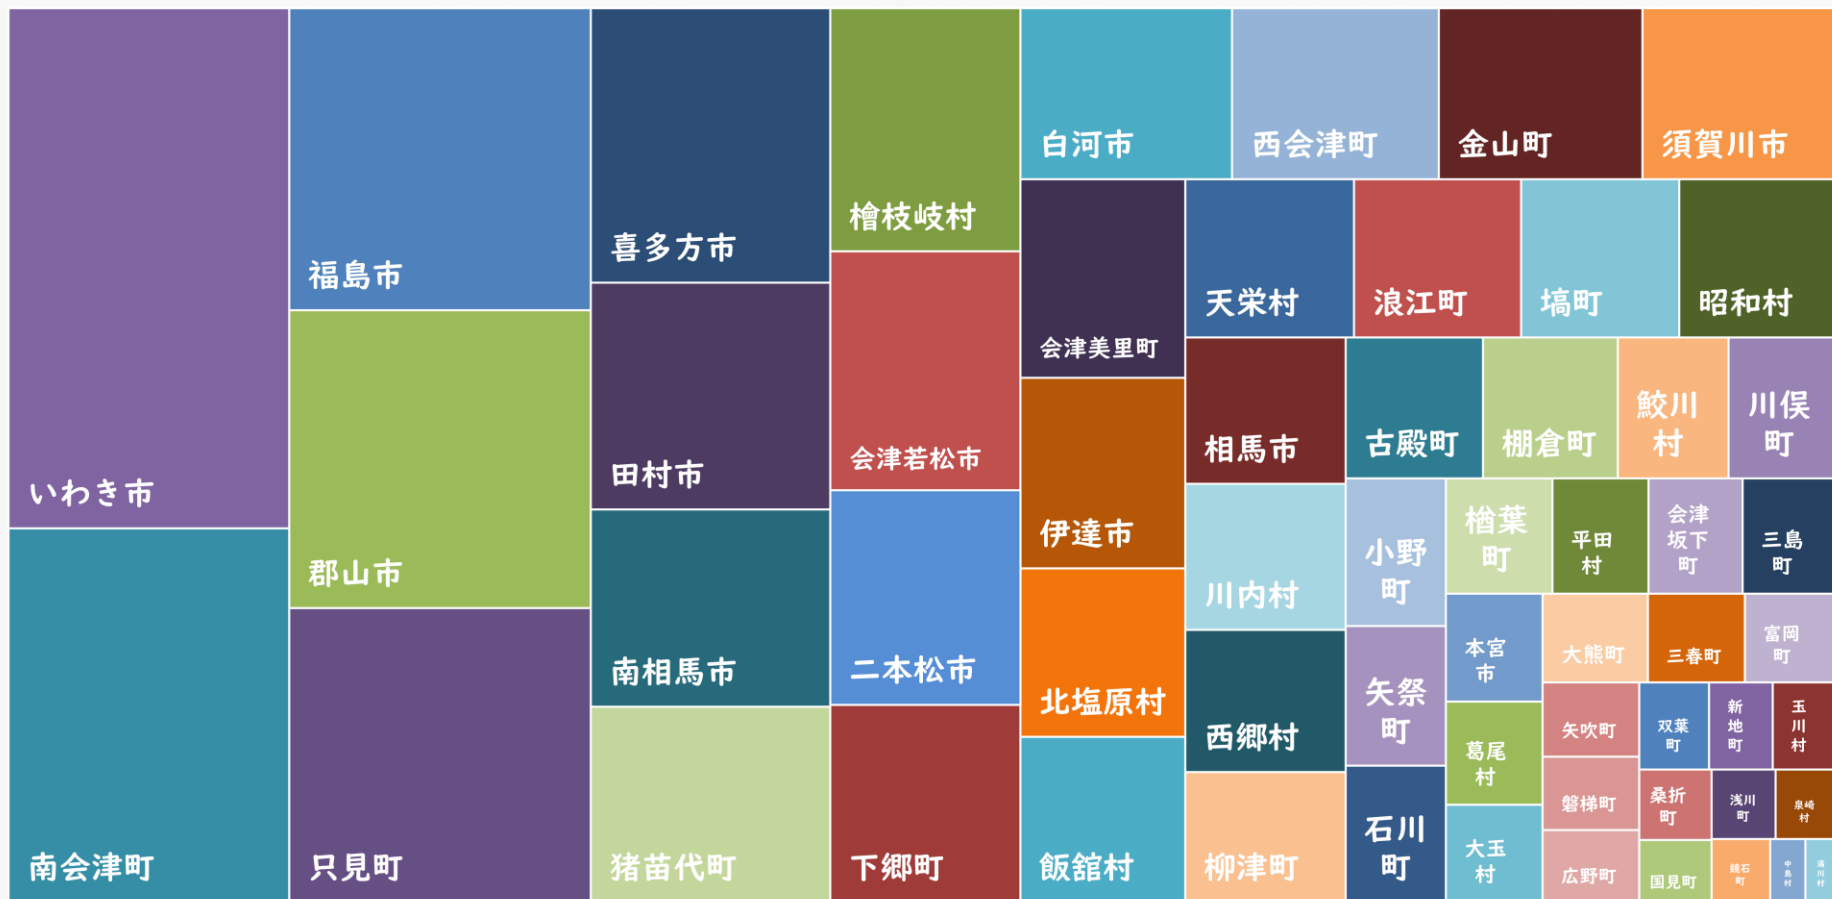 いわき市
南会津町
福島市
郡山市
只見町
喜多方市
田村市
南相馬市
猪苗代町
檜枝岐村
会津若松市
二本松市
下郷町
白河市
西会津町
金山町
須賀川市
会津美里町
伊達市
北塩原村
飯舘村
天栄村
浪江町
塙町
昭和村
相馬市
川内村
西郷村
柳津町
古殿町
棚倉町
鮫川
村
川俣
町
小野
町
矢祭
町
石川
町
楢葉
町
平田
村
会津
坂下
町
三島
町
本宮
市
葛尾
村
大玉
村
大熊町
三春町
富岡
町
矢吹町
磐梯町
広野町
双葉
町
新
地
町
玉
川
村
桑折
町
浅川
町
泉崎
村
国見町
鏡石
町
中
島
村
湯
川
村